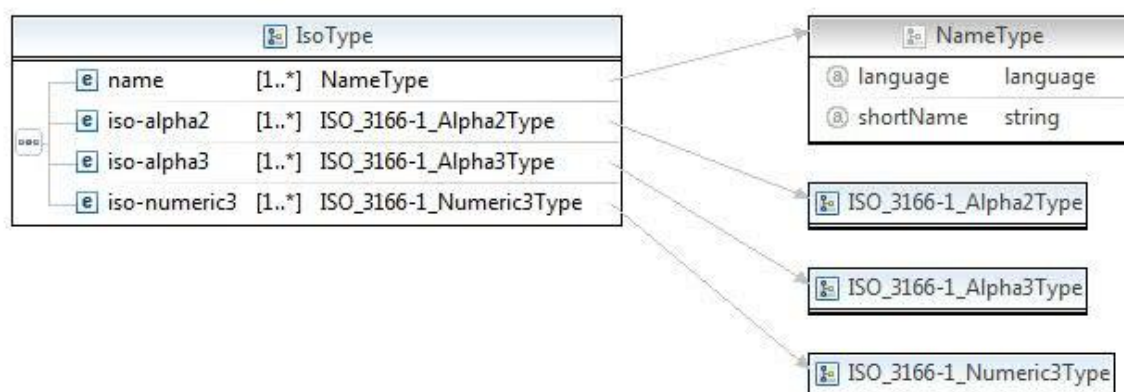 IsoType
name [1..*] NameType
iso-alpha2 [1..*] ISO_3166-1_Alpha2Type
iso-alpha3 [1..*] ISO_3166-1_Alpha3Type
iso-numeric3 [1..*] ISO_3166-1_Numeric3Type
NameType
language language
shortName string
ISO_3166-1_Alpha2Type
ISO_3166-1_Alpha3Type
ISO_3166-1_Numeric3Type